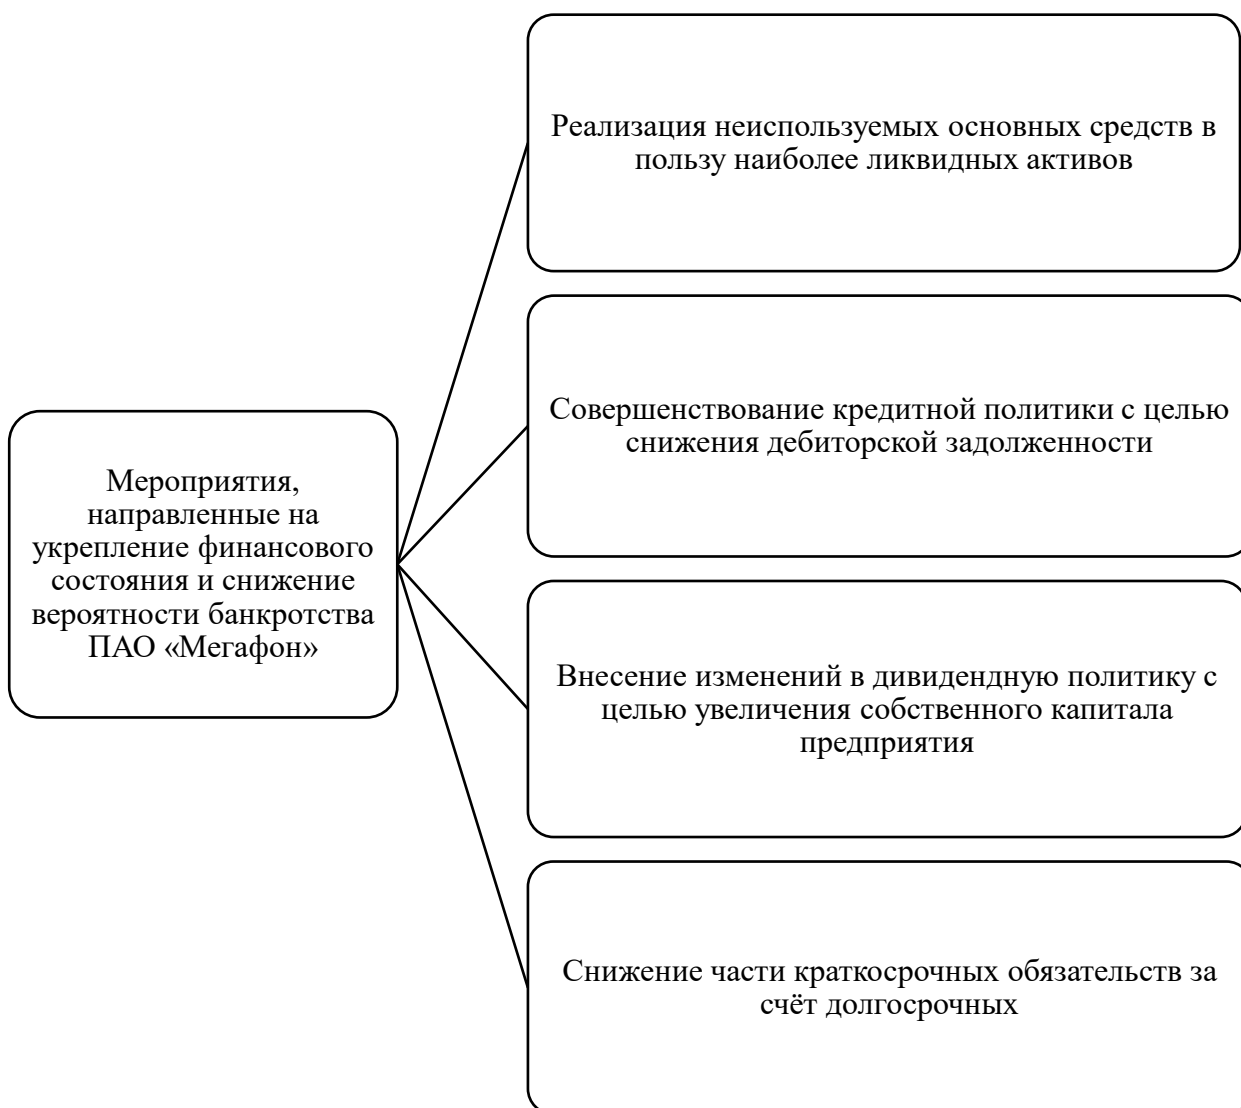 Реализация неиспользуемых основных средств в
пользу наиболее ликвидных активов
Совершенствование кредитной политики с целью
снижения дебиторской задолженности
Мероприятия,
направленные на
укрепление финансового
состояния и снижение
вероятности банкротства
ПАО «Мегафон»
Внесение изменений в дивидендную политику с
целью увеличения собственного капитала
предприятия
Снижение части краткосрочных обязательств за
счёт долгосрочных